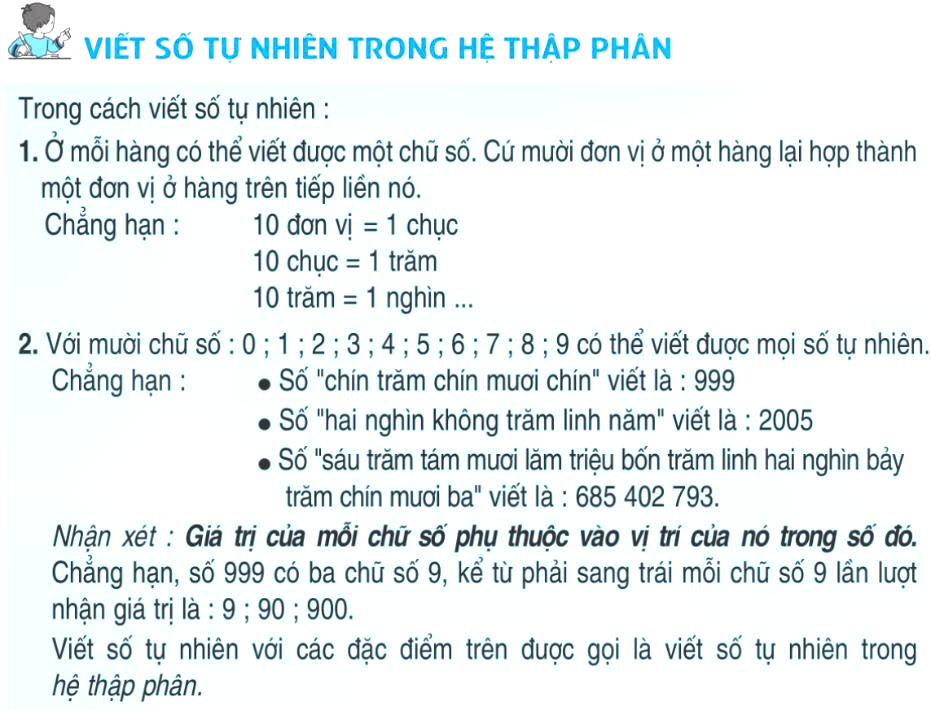 VIẾT SỐ TỰ NHIÊN TRONG HỆ THẬP PHÂN
Trong cách viết số tự nhiên :
1. Ở mỗi hàng có thể viết được một chữ số. Cứ mười đơn vị ở một hàng lại hợp thành
một đơn vị ở hàng trên tiếp liền nó.
Chẳng hạn : 10 đơn vị = 1 chục
10 chục = 1 trăm
10 trăm = 1 nghìn ...
2. Với mười chữ số : 0 ; 1 ; 2 ; 3 ; 4 ; 5 ; 6 ; 7 ; 8 ; 9 có thể viết được mọi số tự nhiên.
Chẳng hạn : • Số "chín trăm chín mươi chín" viết là : 999
• Số "hai nghìn không trăm linh năm" viết là : 2005
• Số "sáu trăm tám mươi lăm triệu bốn trăm linh hai nghìn bảy
trăm chín mươi ba" viết là : 685 402 793.
Nhận xét : Giá trị của mỗi chữ số phụ thuộc vào vị trí của nó trong số đó.
Chẳng hạn, số 999 có ba chữ số 9, kể từ phải sang trái mỗi chữ số 9 lần lượt
nhận giá trị là : 9 ; 90 ; 900.
Viết số tự nhiên với các đặc điểm trên được gọi là viết số tự nhiên trong
hệ thập phân.